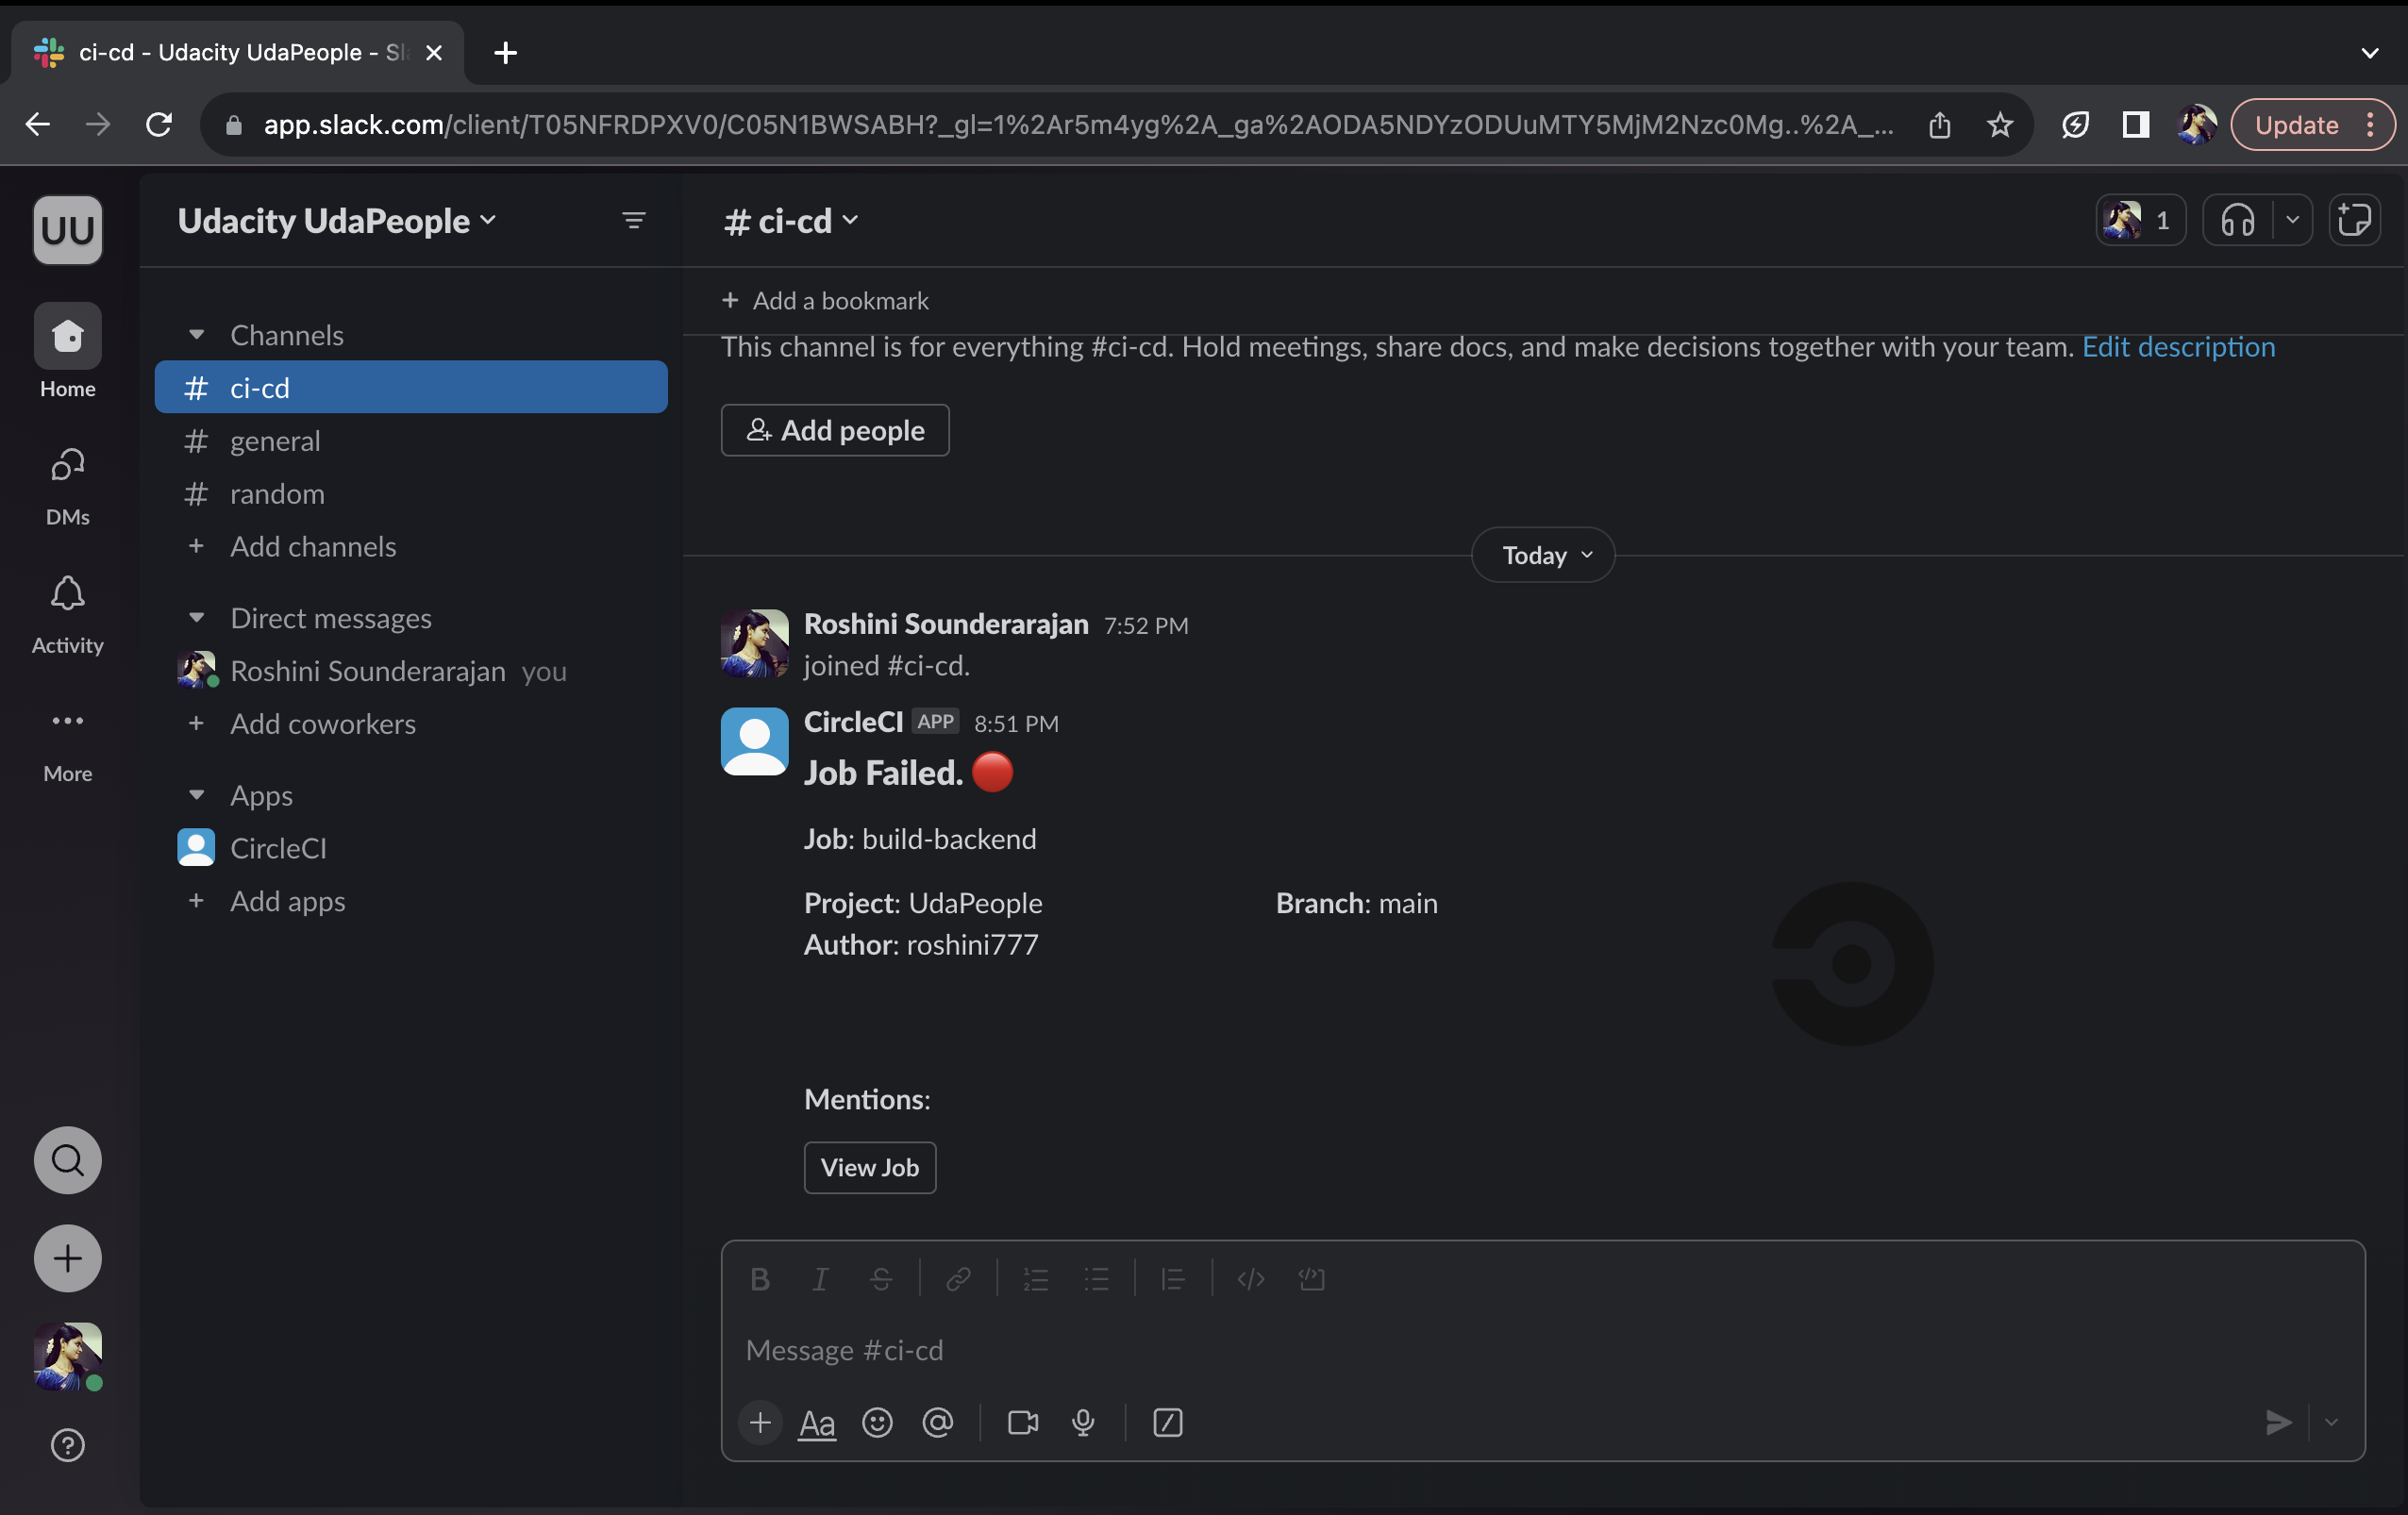 ci-cd - Udacity UdaPeople - Sla
app.slack.com/client/T05NFRDPXV0/C05N1BWSABH?_gl=1%2Ar5m4yg%2A_ga%2AODA5NDYzODUuMTY5MjM2Nzc0Mg..%2A_...
Update
UU
Udacity UdaPeople
# ci-cd
1
+ Add a bookmark
Home
DMs
Activity
More
Channels
# ci-cd
# general
# random
+ Add channels
Direct messages
Roshini Sounderarajan you
+ Add coworkers
Apps
CircleCI
+ Add apps
This channel is for everything #ci-cd. Hold meetings, share docs, and make decisions together with your team. Edit description
Add people
Today
Roshini Sounderarajan 7:52 PM
joined #ci-cd.
CircleCI APP 8:51 PM
Job Failed.
Job: build-backend
Project: UdaPeople
Branch: main
Author: roshini777
Mentions:
View Job
B I S
Message #ci-cd
Aa